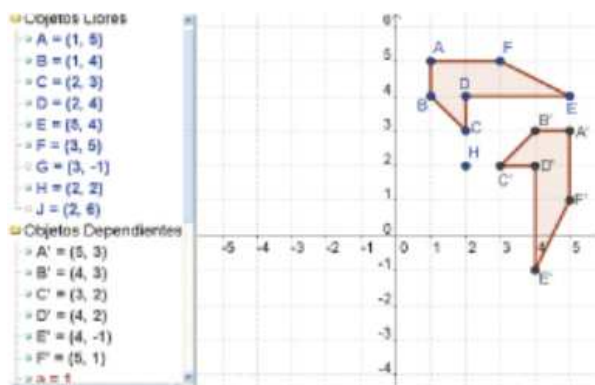 Objetos Libres
A = (1, 5)
B = (1, 4)
C = (2, 3)
D = (2, 4)
E = (5, 4)
F = (3, 5)
G = (3, -1)
H = (2, 2)
J = (2, 6)
Objetos Dependientes
A' = (5, 3)
B' = (4, 3)
C' = (3, 2)
D' = (4, 2)
E' = (4, -1)
F' = (5, 1)
a = 1
6
5
A F
4
B D E
3
C B' A'
2
H C' D'
1
F'
0
-5 -4 -3 -2 -1 0 1 2 3 4 5
-1
E'
-2
-3
-4